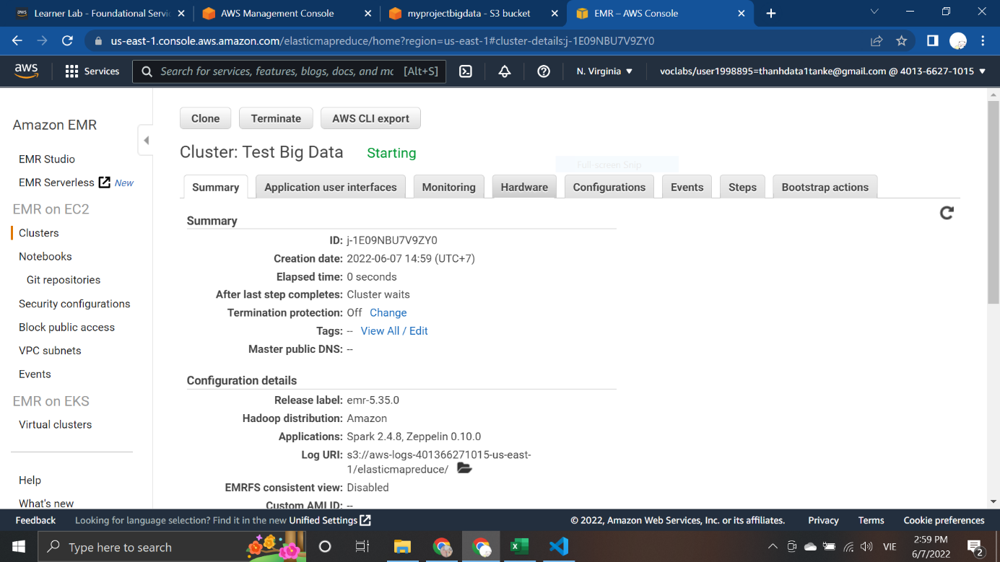 aws Learner Lab - Foundational Servic
AWS Management Console
myprojectbigdata - S3 bucket
EMR – AWS Console
us-east-1.console.aws.amazon.com/elasticmapreduce/home?region=us-east-1#cluster-details:j-1E09NBU7V9ZY0
aws Services Search for services, features, blogs, docs, and mo [Alt+S] N. Virginia voclabs/user1998895=thanhdata1tanke@gmail.com @ 4013-6627-1015
Amazon EMR
EMR Studio
EMR Serverless New
EMR on EC2
Clusters
Notebooks
Git repositories
Security configurations
Block public access
VPC subnets
Events
EMR on EKS
Virtual clusters
Help
What's new
Clone Terminate AWS CLI export
Cluster: Test Big Data Starting
Full-screen Snip
Summary Application user interfaces Monitoring Hardware Configurations Events Steps Bootstrap actions
Summary
ID: j-1E09NBU7V9ZY0
Creation date: 2022-06-07 14:59 (UTC+7)
Elapsed time: 0 seconds
After last step completes: Cluster waits
Termination protection: Off Change
Tags: -- View All / Edit
Master public DNS: --
Configuration details
Release label: emr-5.35.0
Hadoop distribution: Amazon
Applications: Spark 2.4.8, Zeppelin 0.10.0
Log URI: s3://aws-logs-401366271015-us-east-
1/elasticmapreduce/
EMRFS consistent view: Disabled
Custom AMI ID: --
Feedback Looking for language selection? Find it in the new Unified Settings © 2022, Amazon Web Services, Inc. or its affiliates. Privacy Terms Cookie preferences
Type here to search
VIE
2:59 PM
6/7/2022
2